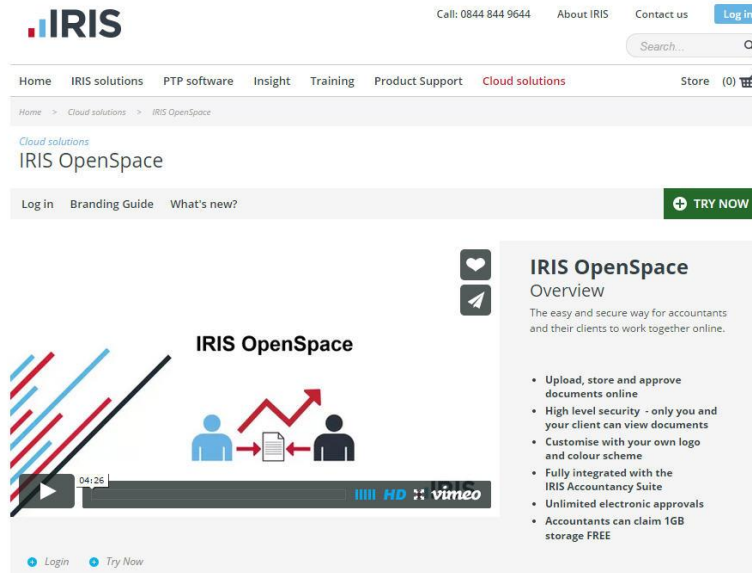 IRIS
Call: 0844 844 9644 About IRIS Contact us Log in
Search...
Home IRIS solutions PTP software Insight Training Product Support Cloud solutions Store (0)
Home > Cloud solutions > IRIS OpenSpace
Cloud solutions
IRIS OpenSpace
Log in Branding Guide What's new? TRY NOW
IRIS OpenSpace
04:26
HD vimeo
IRIS OpenSpace
Overview
The easy and secure way for accountants
and their clients to work together online.
• Upload, store and approve
documents online
• High level security - only you and
your client can view documents
• Customise with your own logo
and colour scheme
• Fully integrated with the
IRIS Accountancy Suite
• Unlimited electronic approvals
• Accountants can claim 1GB
storage FREE
Login Try Now